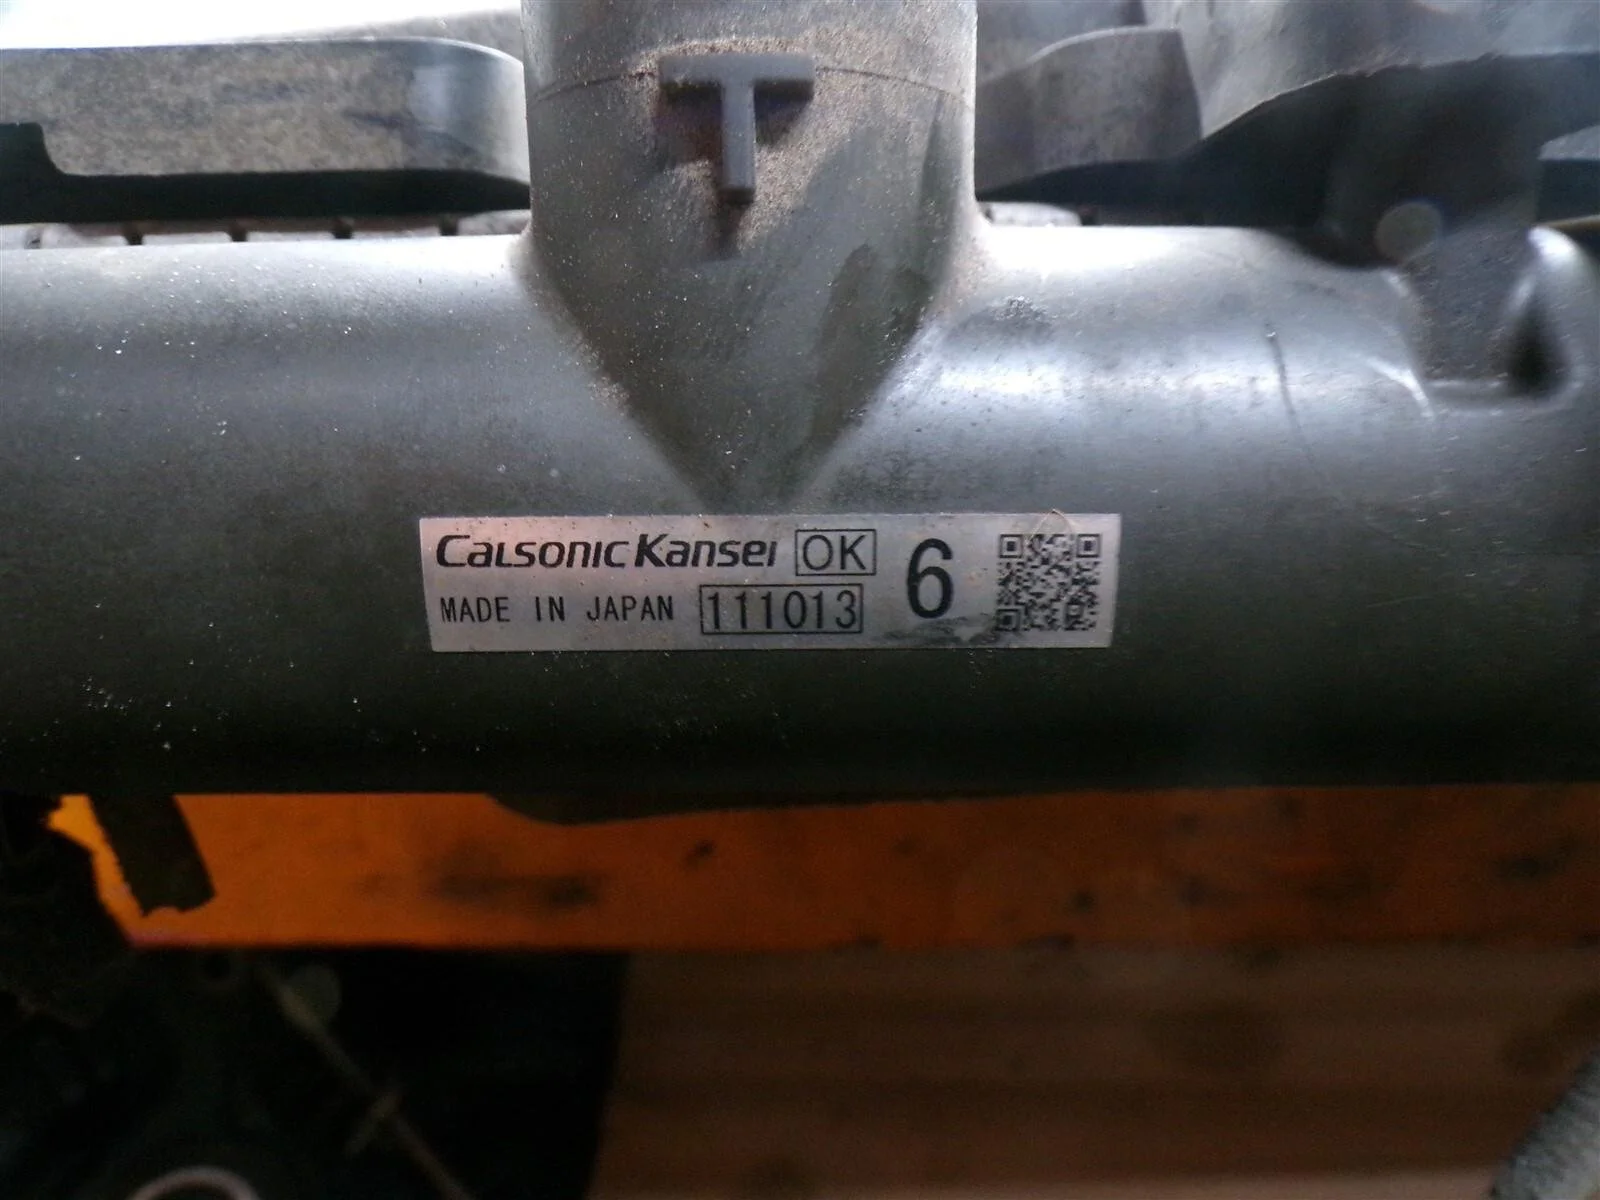 T
CalsonicKansei OK 6
MADE IN JAPAN 111013